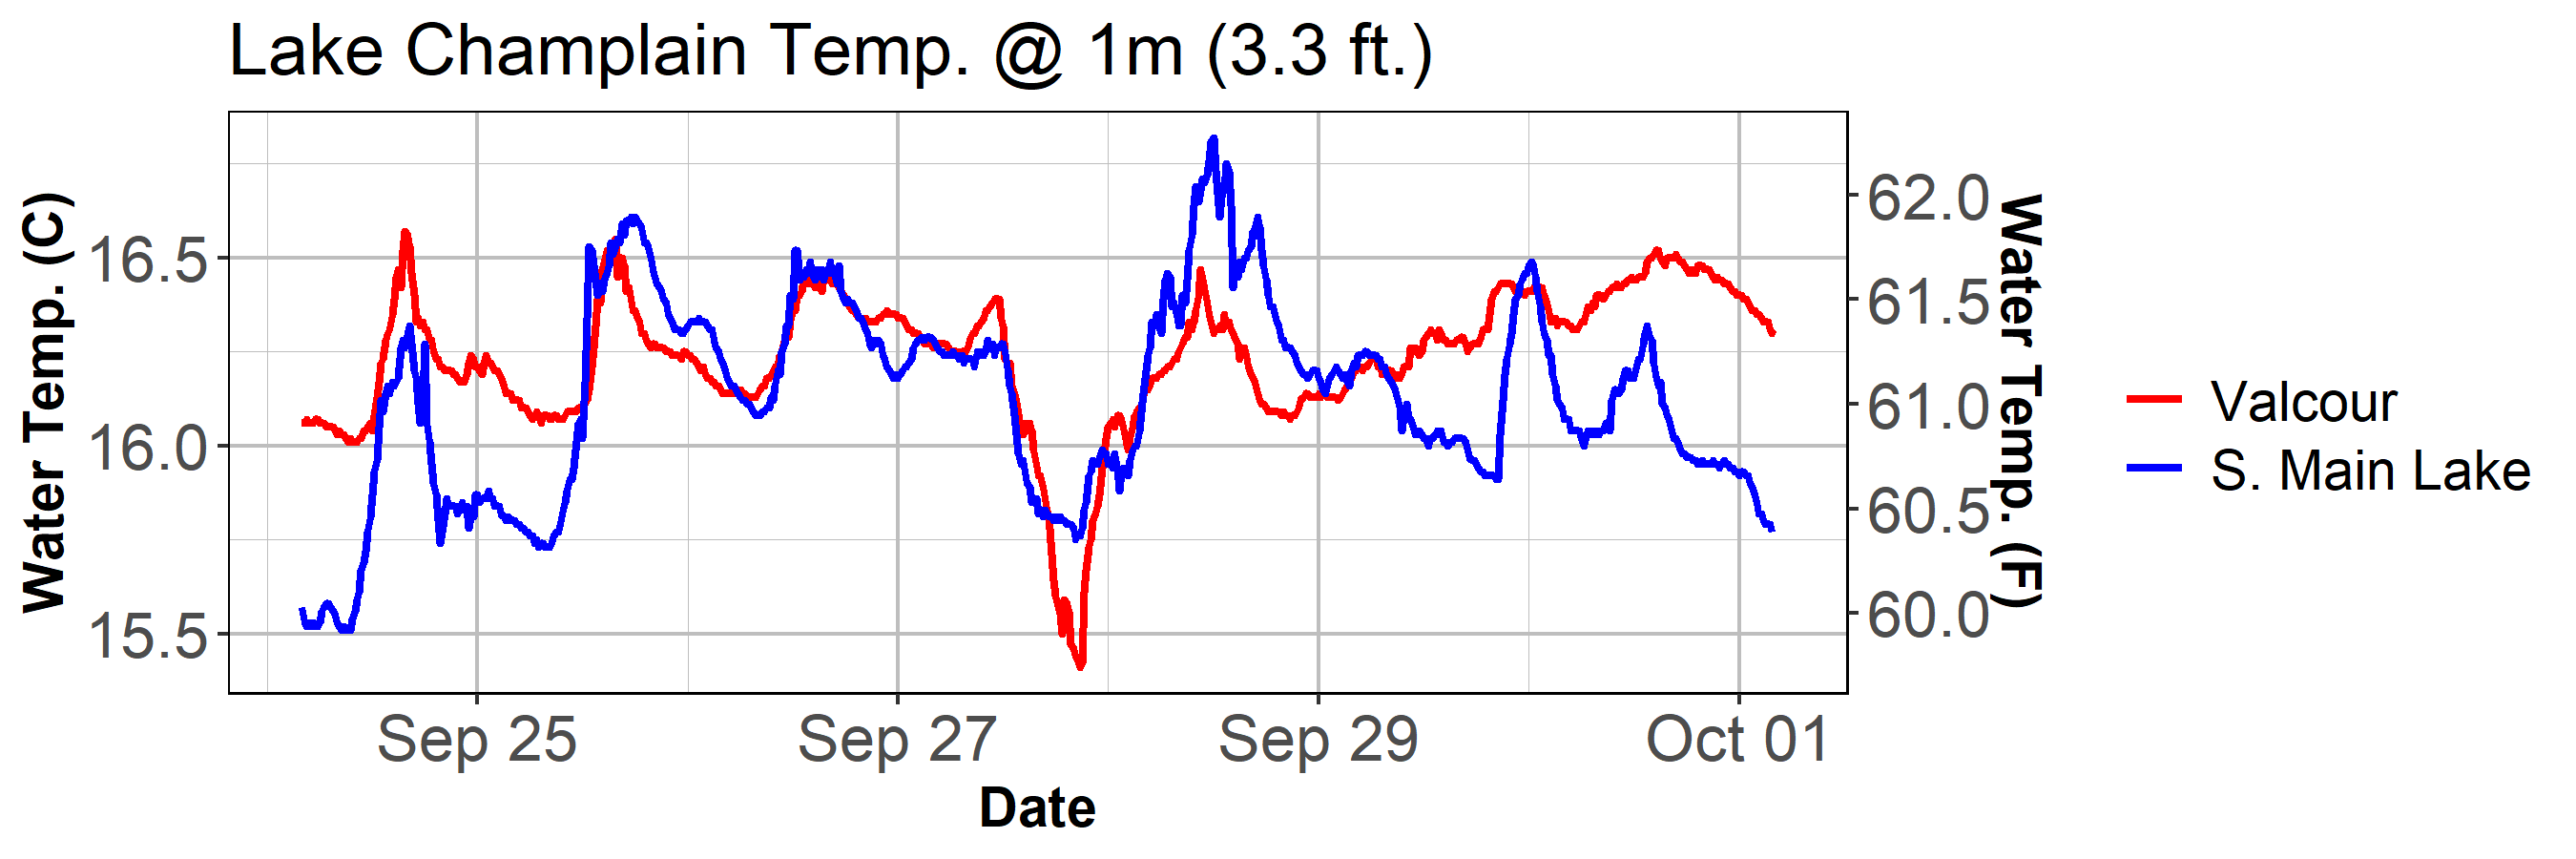 Lake Champlain Temp. @ 1m (3.3 ft.)
Water Temp. (C)
16.5
16.0
15.5
62.0
61.5
61.0
60.5
60.0
Water Temp. (F)
Sep 25
Sep 27
Sep 29
Oct 01
Date
Valcour
S. Main Lake